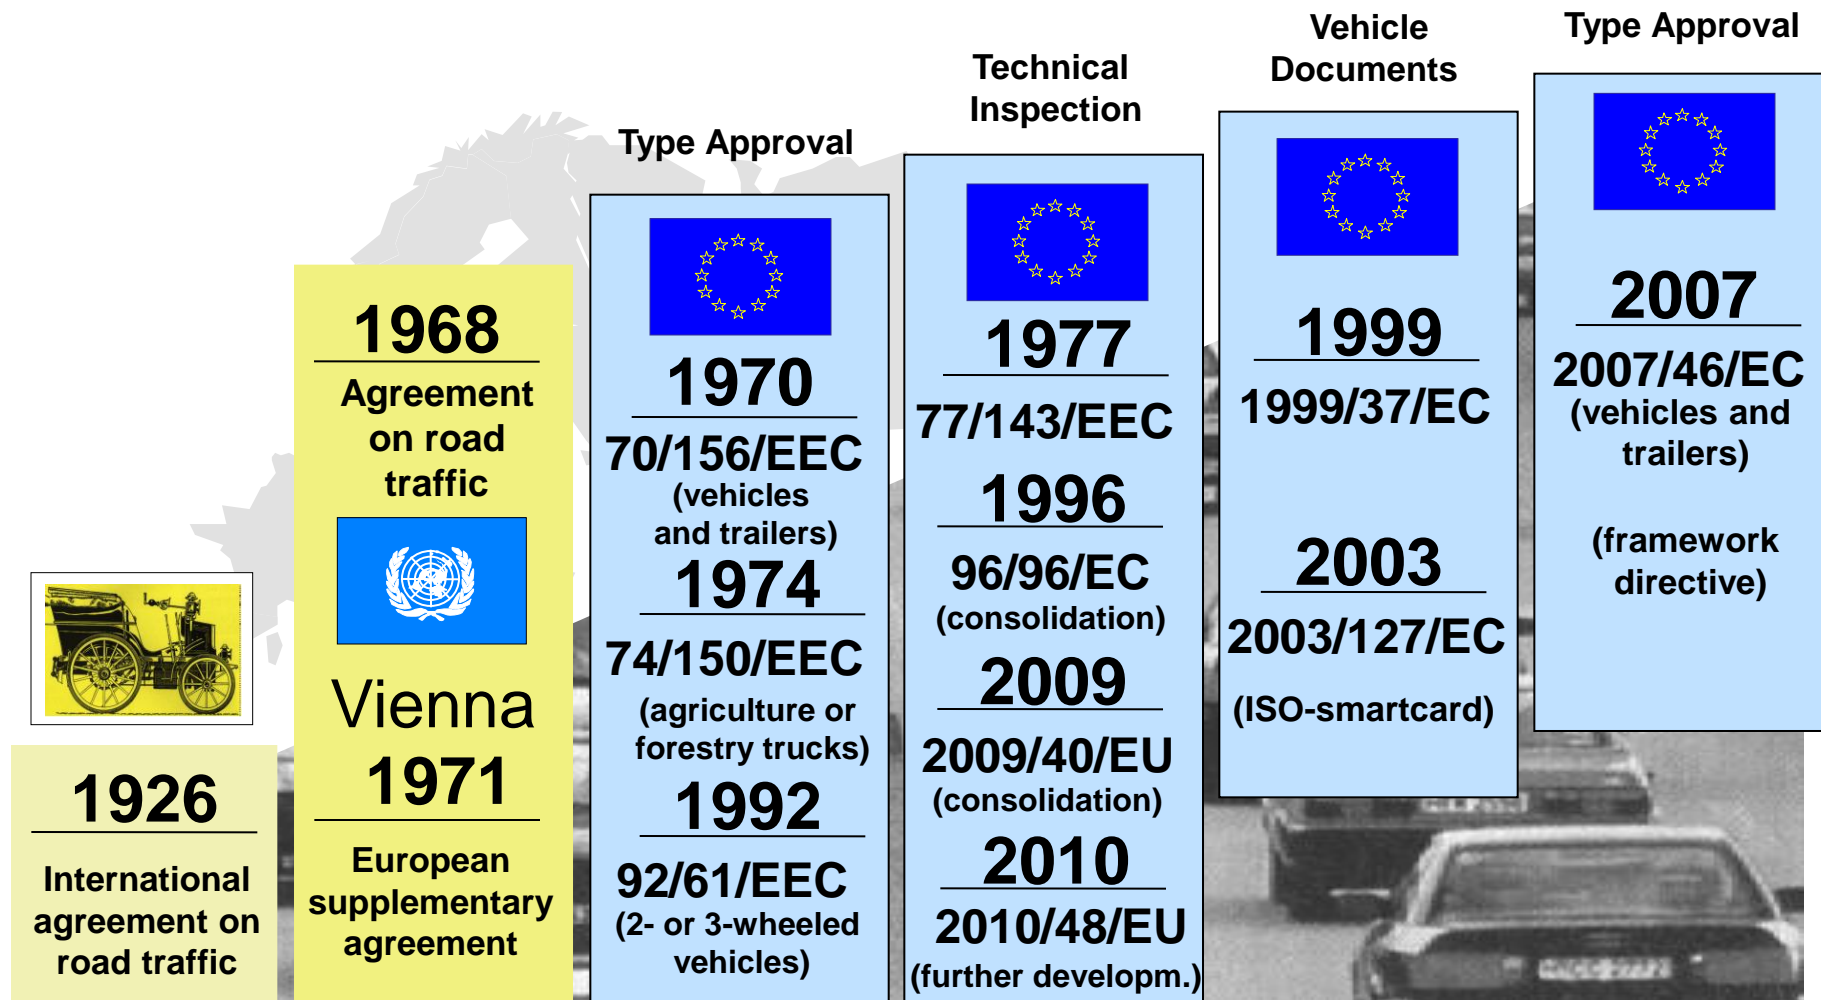 1926
International
agreement on
road traffic
1968
Agreement
on road
traffic
Vienna
1971
European
supplementary
agreement
Type Approval
1970
70/156/EEC
(vehicles
and trailers)
1974
74/150/EEC
(agriculture or
forestry trucks)
1992
92/61/EEC
(2- or 3-wheeled
vehicles)
Technical
Inspection
1977
77/143/EEC
1996
96/96/EC
(consolidation)
2009
2009/40/EU
(consolidation)
2010
2010/48/EU
(further developm.)
Vehicle
Documents
1999
1999/37/EC
2003
2003/127/EC
(ISO-smartcard)
Type Approval
2007
2007/46/EC
(vehicles and
trailers)
(framework
directive)